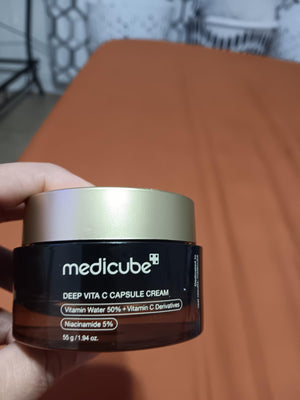 medicube
DEEP VITA C CAPSULE CREAM
Vitamin Water 50% + Vitamin C Derivatives
Niacinamide 5%
55 g / 1.94 oz.